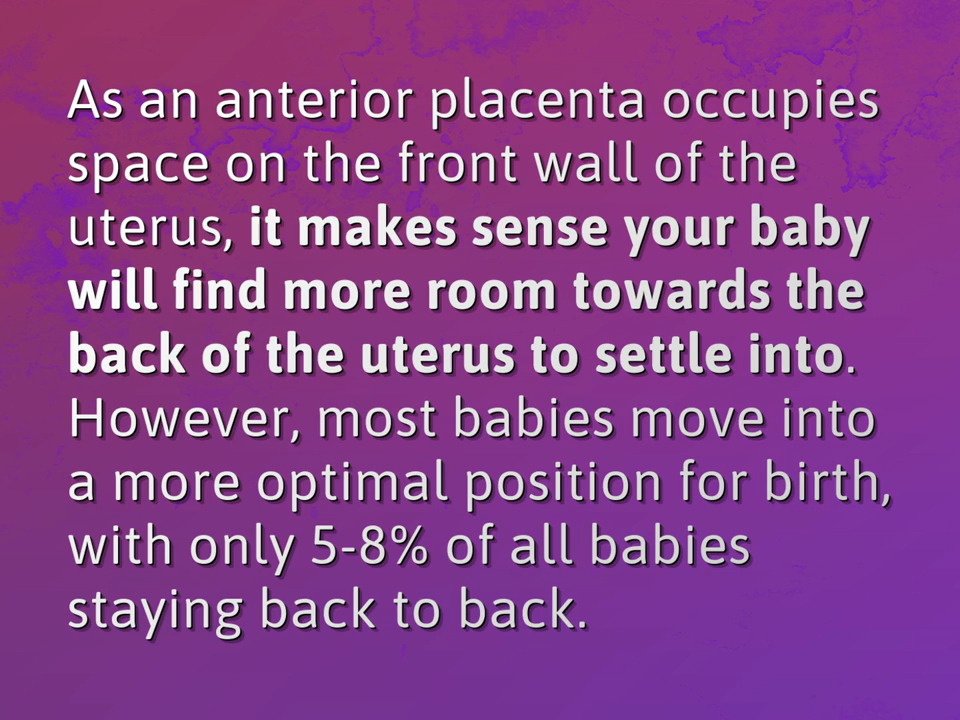 As an anterior placenta occupies
space on the front wall of the
uterus, it makes sense your baby
will find more room towards the
back of the uterus to settle into.
However, most babies move into
a more optimal position for birth,
with only 5-8% of all babies
staying back to back.